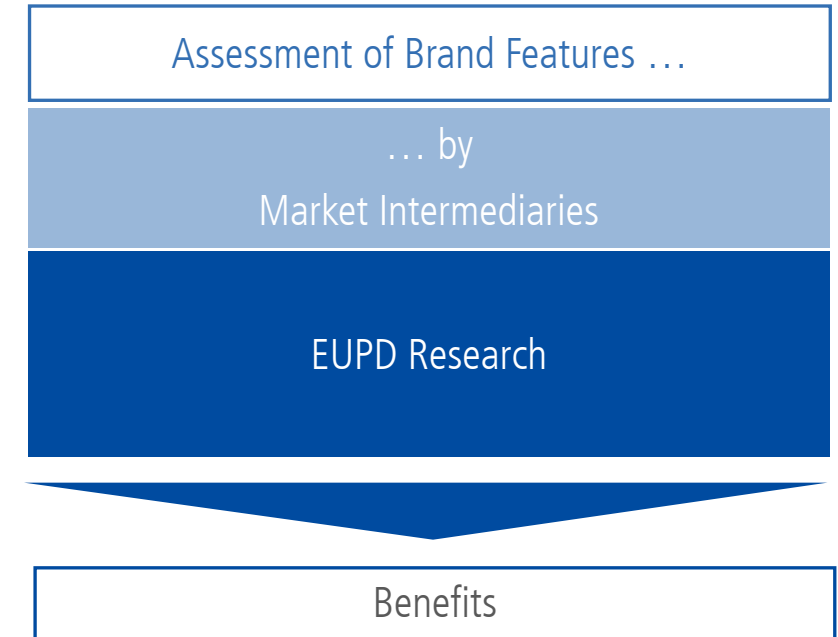 Assessment of Brand Features …
… by
Market Intermediaries
EUPD Research
Benefits